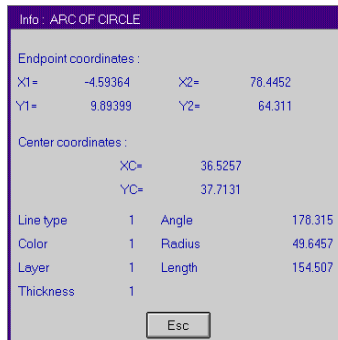 Info : ARC OF CIRCLE
Endpoint coordinates :
X1= -4.59364 X2= 78.4452
Y1= 9.89399 Y2= 64.311
Center coordinates :
XC= 36.5257
YC= 37.7131
Line type 1 Angle 178.315
Color 1 Radius 49.6457
Layer 1 Length 154.507
Thickness 1
Esc